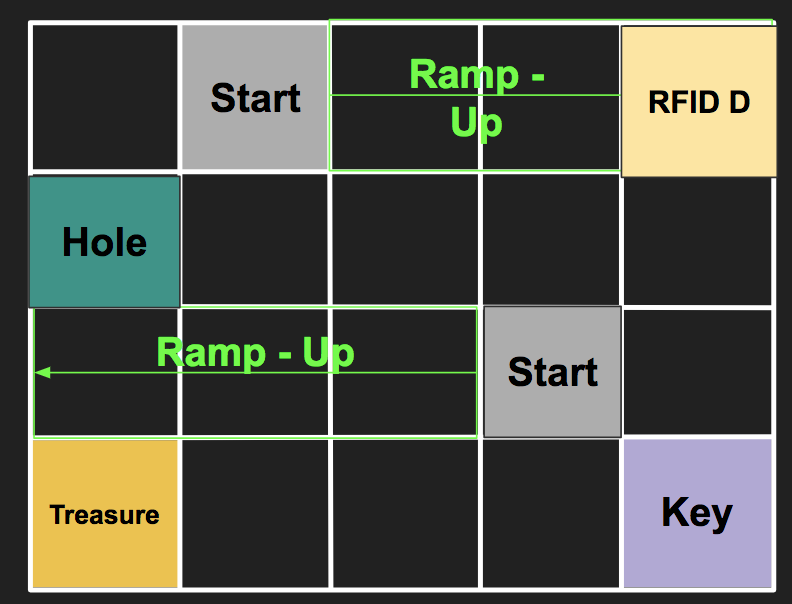 Start
Ramp -
Up
RFID D
Hole
Ramp - Up
Start
Treasure
Key